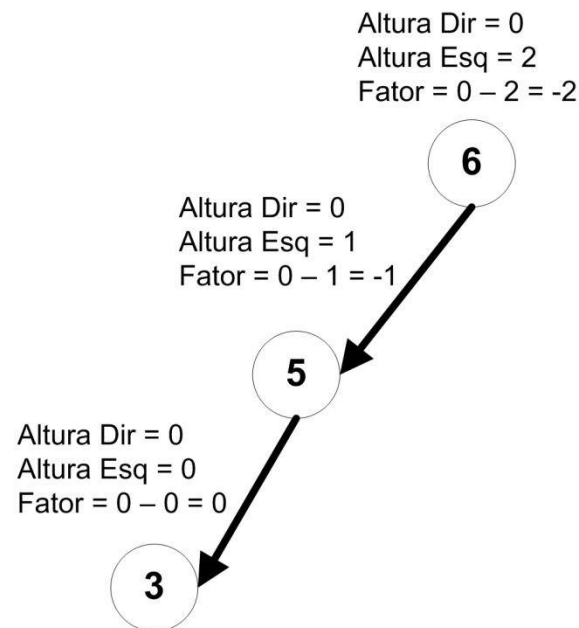 Altura Dir = 0
Altura Esq = 2
Fator = 0 – 2 = -2
6
Altura Dir = 0
Altura Esq = 1
Fator = 0 – 1 = -1
5
Altura Dir = 0
Altura Esq = 0
Fator = 0 – 0 = 0
3